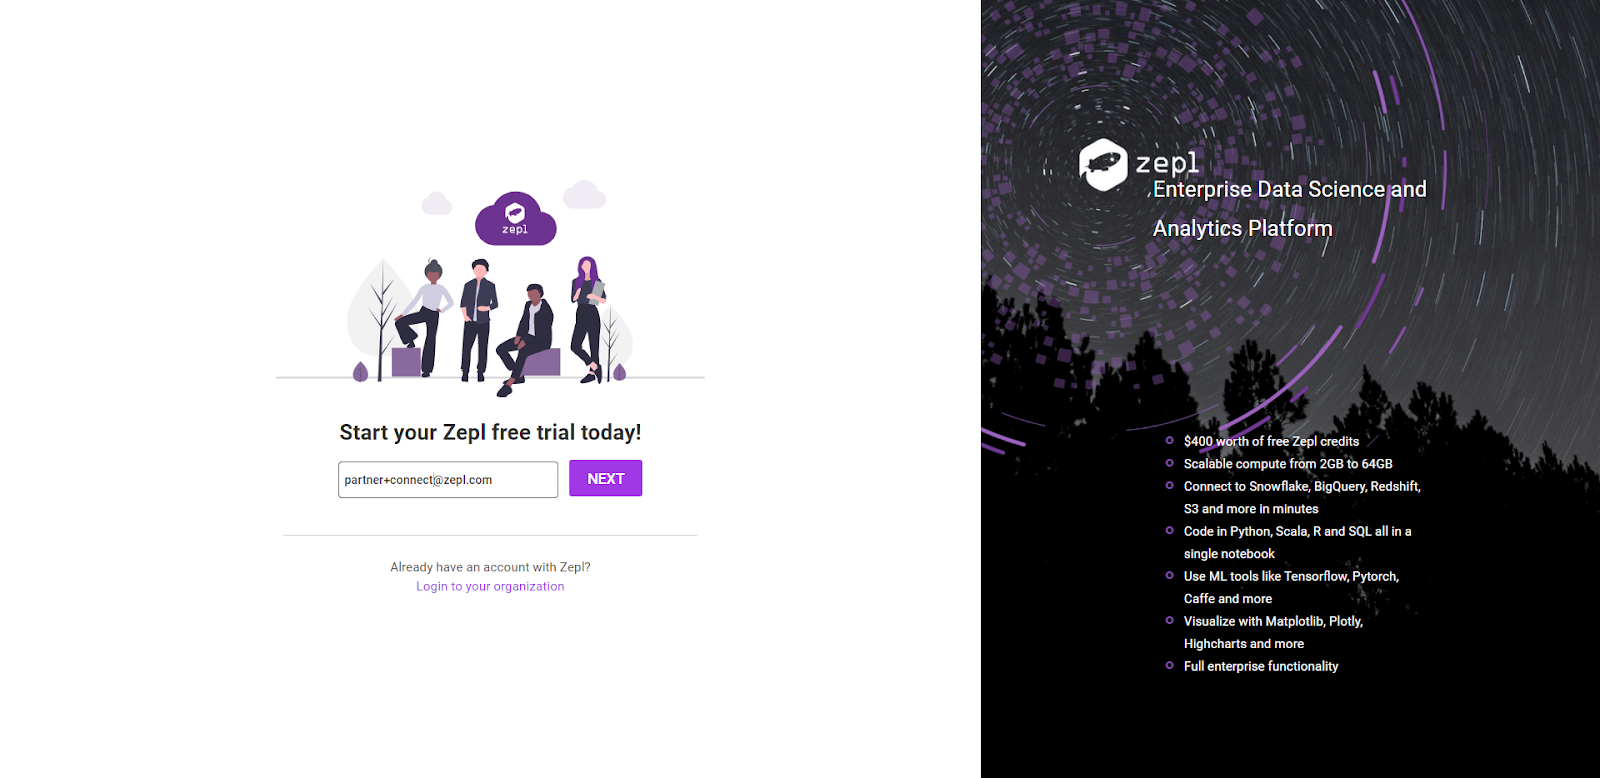 zepl
Start your Zepl free trial today!
partner+connect@zepl.com
NEXT
Already have an account with Zepl?
Login to your organization
zepl
Enterprise Data Science and
Analytics Platform
$400 worth of free Zepl credits
Scalable compute from 2GB to 64GB
Connect to Snowflake, BigQuery, Redshift,
S3 and more in minutes
Code in Python, Scala, R and SQL all in a
single notebook
Use ML tools like Tensorflow, Pytorch,
Caffe and more
Visualize with Matplotlib, Plotly,
Highcharts and more
Full enterprise functionality